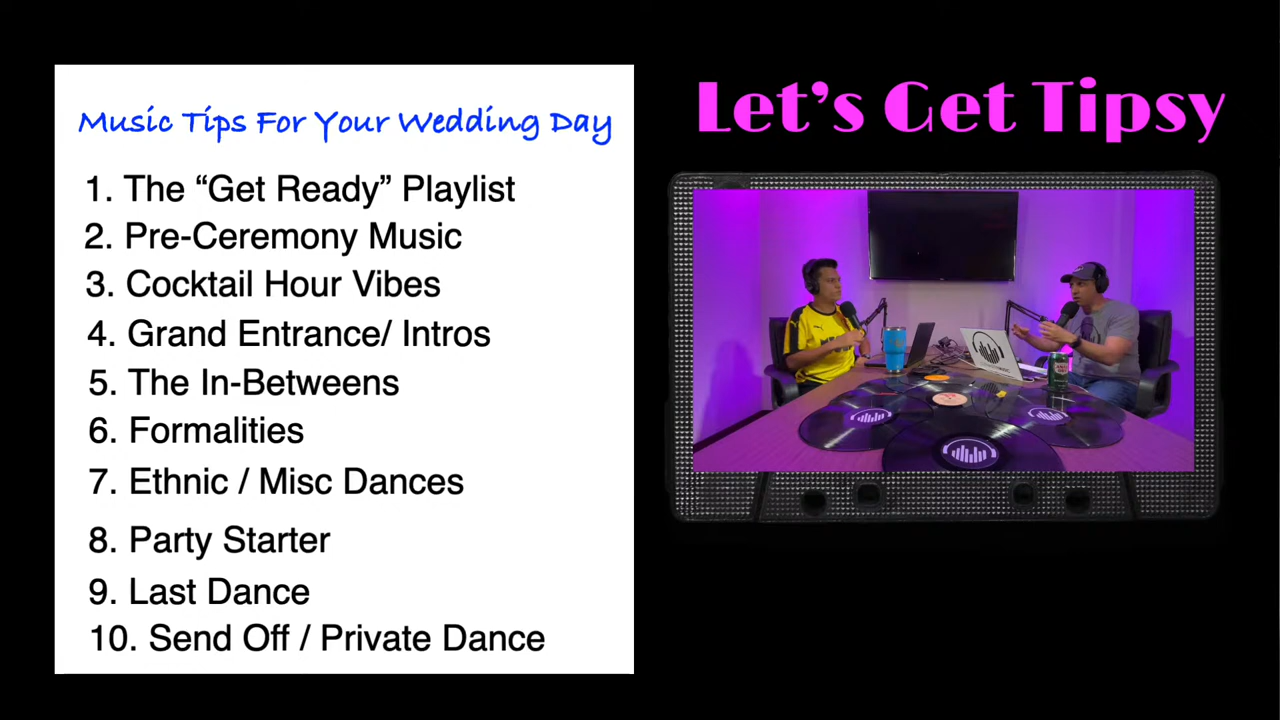 Music Tips For Your Wedding Day
1. The “Get Ready” Playlist
2. Pre-Ceremony Music
3. Cocktail Hour Vibes
4. Grand Entrance/ Intros
5. The In-Betweens
6. Formalities
7. Ethnic / Misc Dances
8. Party Starter
9. Last Dance
10. Send Off / Private Dance
Let's Get Tipsy